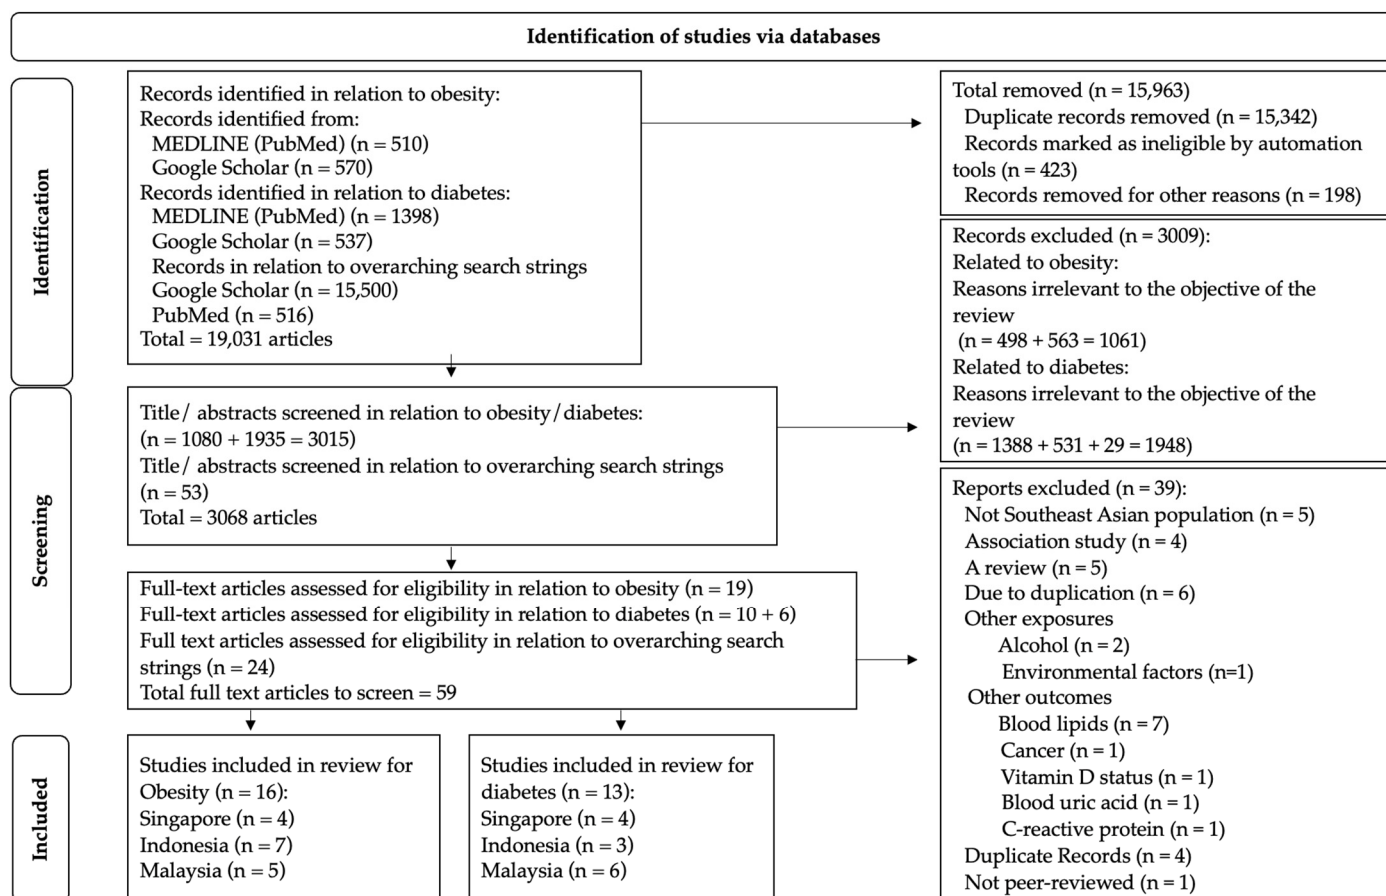 Identification of studies via databases
Identification
Records identified in relation to obesity:
Records identified from:
MEDLINE (PubMed) (n = 510)
Google Scholar (n = 570)
Records identified in relation to diabetes:
MEDLINE (PubMed) (n = 1398)
Google Scholar (n = 537)
Records in relation to overarching search strings
Google Scholar (n = 15,500)
PubMed (n = 516)
Total = 19,031 articles
Total removed (n = 15,963)
Duplicate records removed (n = 15,342)
Records marked as ineligible by automation
tools (n = 423)
Records removed for other reasons (n = 198)
Records excluded (n = 3009):
Related to obesity:
Reasons irrelevant to the objective of the
review
(n = 498 + 563 = 1061)
Related to diabetes:
Reasons irrelevant to the objective of the
review
(n = 1388 + 531 + 29 = 1948)
Screening
Title/ abstracts screened in relation to obesity/diabetes:
(n = 1080 + 1935 = 3015)
Title/ abstracts screened in relation to overarching search strings
(n = 53)
Total = 3068 articles
Full-text articles assessed for eligibility in relation to obesity (n = 19)
Full-text articles assessed for eligibility in relation to diabetes (n = 10 + 6)
Full text articles assessed for eligibility in relation to overarching search
strings (n = 24)
Total full text articles to screen = 59
Reports excluded (n = 39):
Not Southeast Asian population (n = 5)
Association study (n = 4)
A review (n = 5)
Due to duplication (n = 6)
Other exposures
Alcohol (n = 2)
Environmental factors (n=1)
Other outcomes
Blood lipids (n = 7)
Cancer (n = 1)
Vitamin D status (n = 1)
Blood uric acid (n = 1)
C-reactive protein (n = 1)
Duplicate Records (n = 4)
Not peer-reviewed (n = 1)
Included
Studies included in review for
Obesity (n = 16):
Singapore (n = 4)
Indonesia (n = 7)
Malaysia (n = 5)
Studies included in review for
diabetes (n = 13):
Singapore (n = 4)
Indonesia (n = 3)
Malaysia (n = 6)